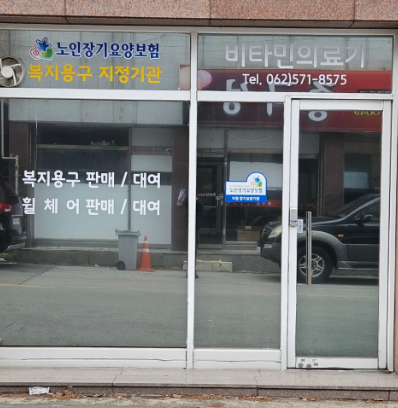 노인장기요양보험
복지용구 지정기관
비타민의료기
Tel. 062)571-8575
복지용구 판매 / 대여
휠 체 어 판매 / 대여
노인장기요양보험